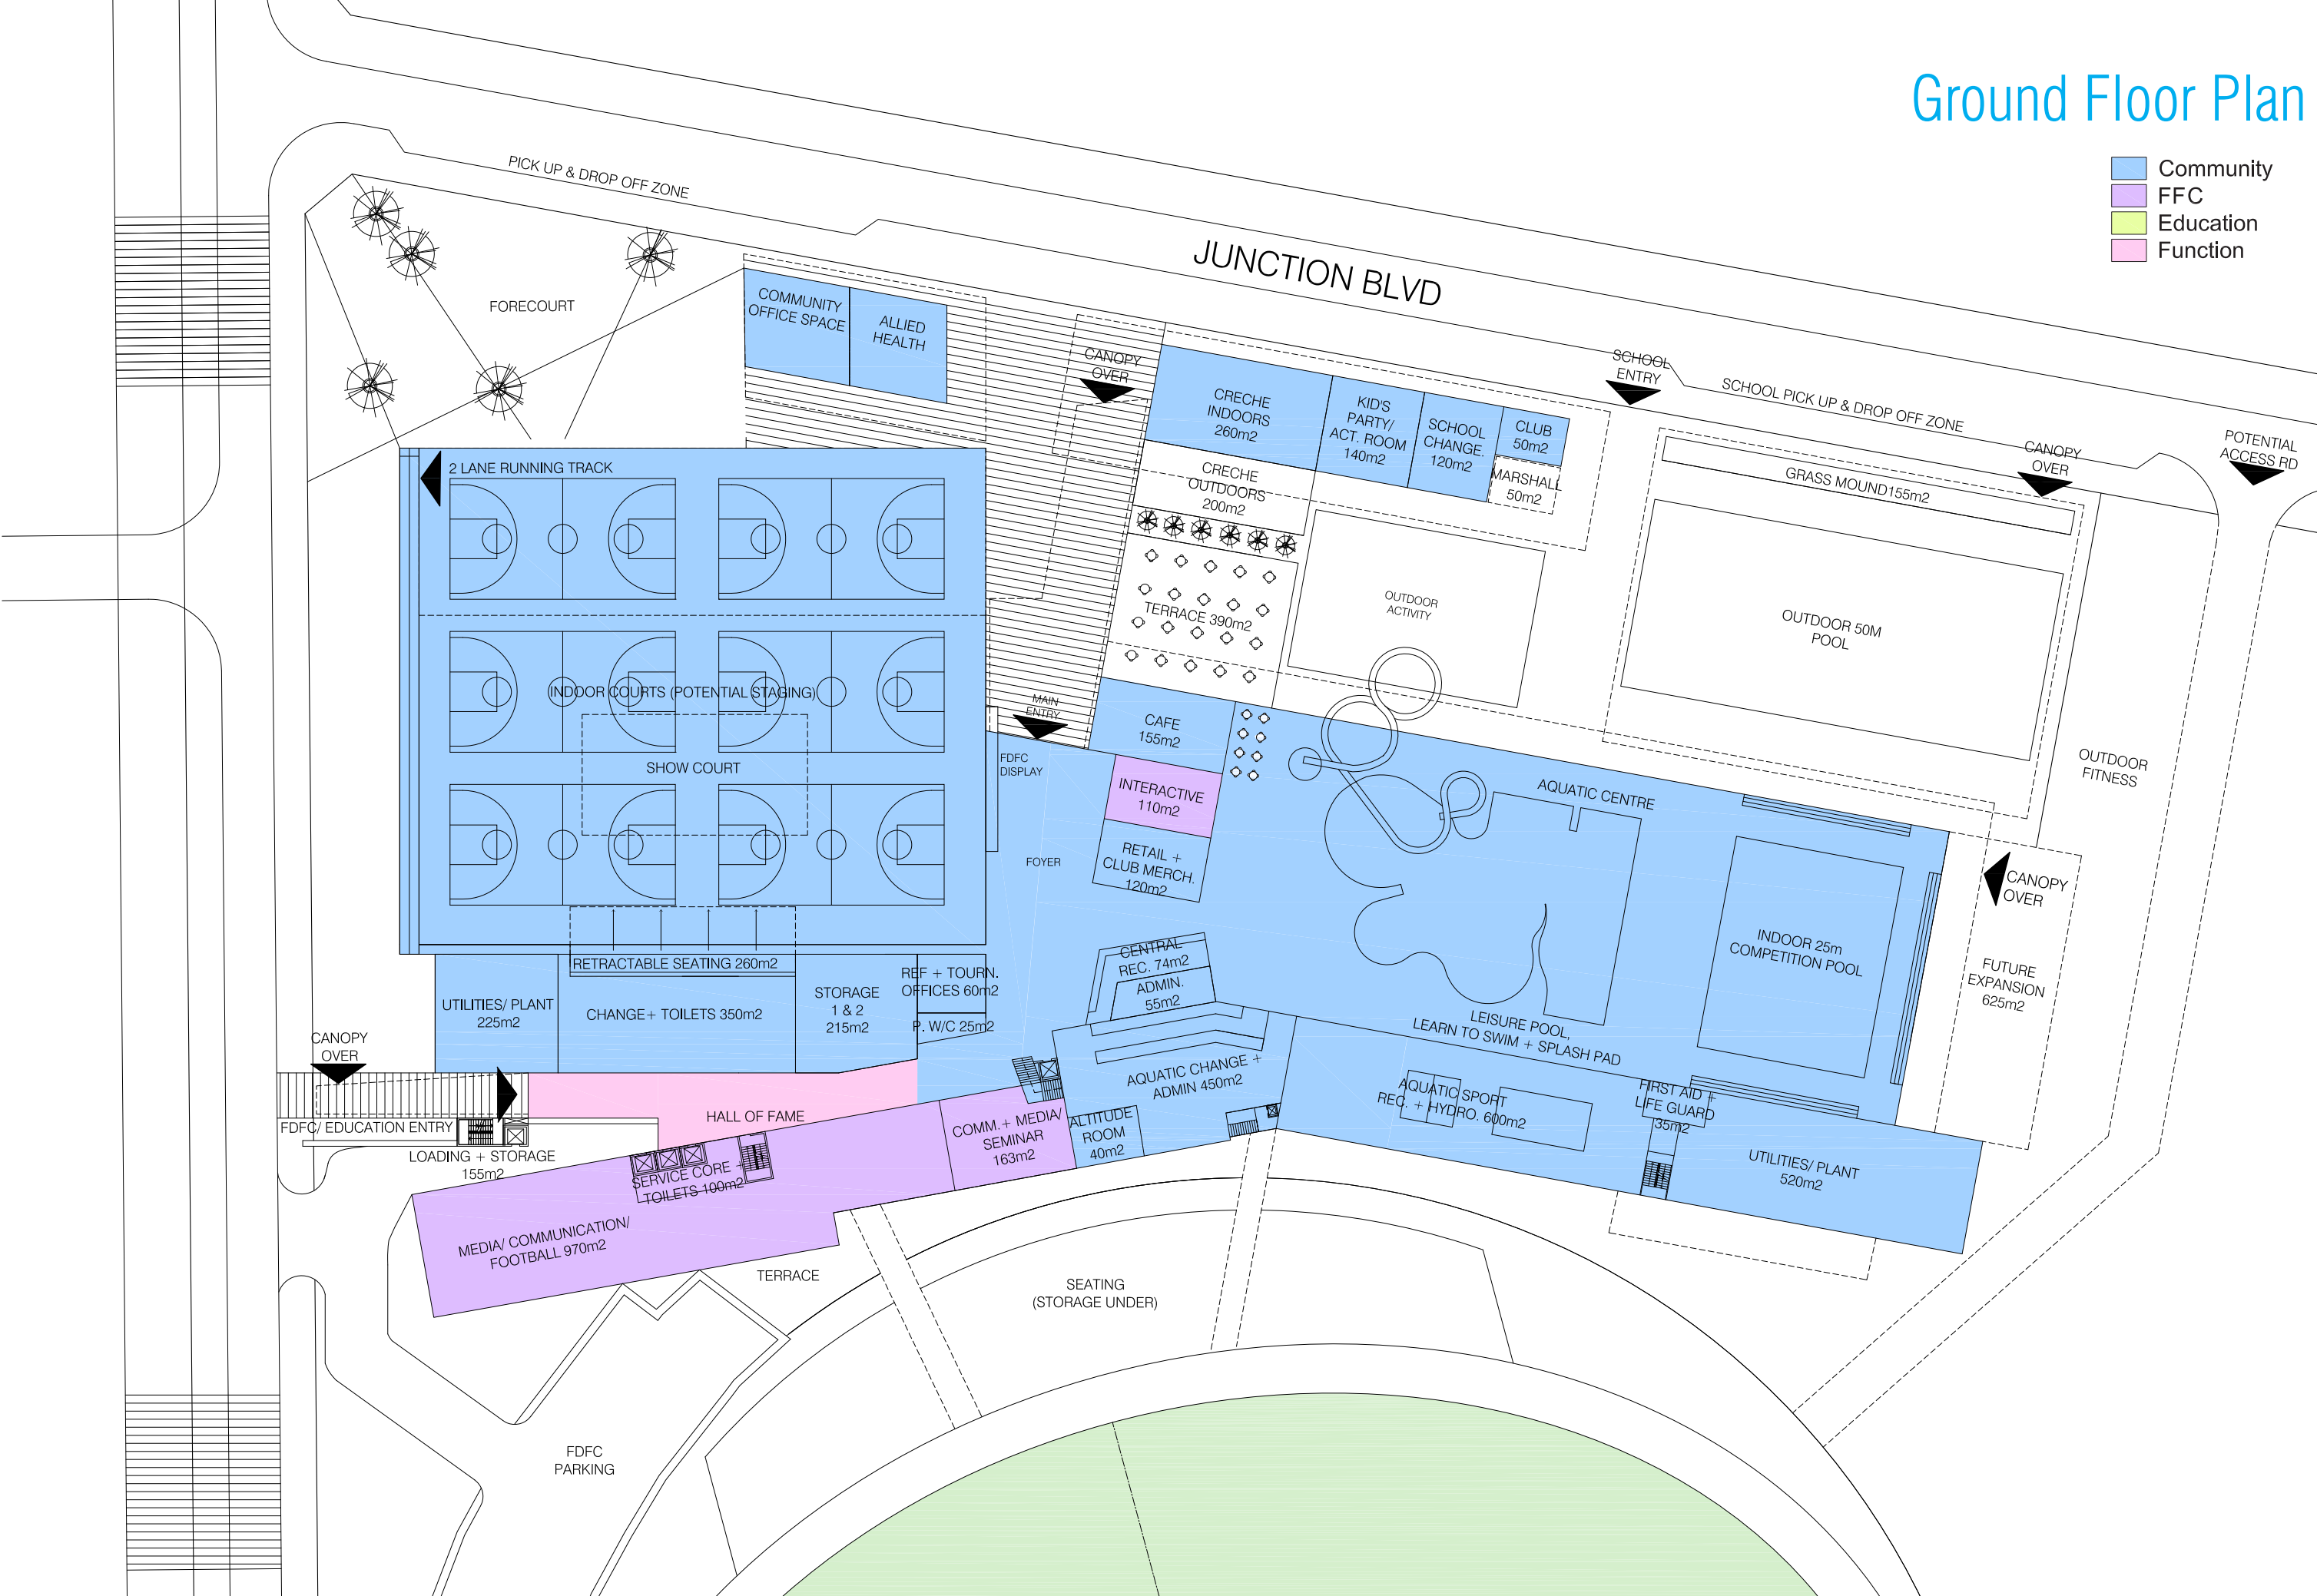 Ground Floor Plan
Community
FFC
Education
Function
PICK UP & DROP OFF ZONE
JUNCTION BLVD
FORECOURT
COMMUNITY
OFFICE SPACE
ALLIED
HEALTH
CANOPY
OVER
SCHOOL
ENTRY
SCHOOL PICK UP & DROP OFF ZONE
CANOPY
OVER
POTENTIAL
ACCESS RD
CRECHE
INDOORS
260m2
KID'S
PARTY/
ACT. ROOM
140m2
SCHOOL
CHANGE.
120m2
CLUB
50m2
MARSHALL
50m2
GRASS MOUND155m2
2 LANE RUNNING TRACK
CRECHE
OUTDOORS
200m2
OUTDOOR
ACTIVITY
TERRACE 390m2
OUTDOOR 50M
POOL
INDOOR COURTS (POTENTIAL STAGING)
MAIN
ENTRY
CAFE
155m2
SHOW COURT
FDFC
DISPLAY
INTERACTIVE
110m2
AQUATIC CENTRE
OUTDOOR
FITNESS
FOYER
RETAIL +
CLUB MERCH.
120m2
CANOPY
OVER
INDOOR 25m
COMPETITION POOL
FUTURE
EXPANSION
625m2
CENTRAL
REC. 74m2
ADMIN.
55m2
RETRACTABLE SEATING 260m2
REF + TOURN.
OFFICES 60m2
UTILITIES/ PLANT
225m2
CHANGE+ TOILETS 350m2
STORAGE
1 & 2
215m2
P. W/C 25m2
LEISURE POOL,
LEARN TO SWIM + SPLASH PAD
CANOPY
OVER
AQUATIC CHANGE +
ADMIN 450m2
AQUATIC SPORT
REC. + HYDRO. 600m2
FIRST AID +
LIFE GUARD
35m2
HALL OF FAME
FDFC/ EDUCATION ENTRY
COMM.+ MEDIA/
SEMINAR
163m2
ALTITUDE
ROOM
40m2
LOADING + STORAGE
155m2
SERVICE CORE +
TOILETS 100m2
UTILITIES/ PLANT
520m2
MEDIA/ COMMUNICATION/
FOOTBALL 970m2
TERRACE
SEATING
(STORAGE UNDER)
FDFC
PARKING